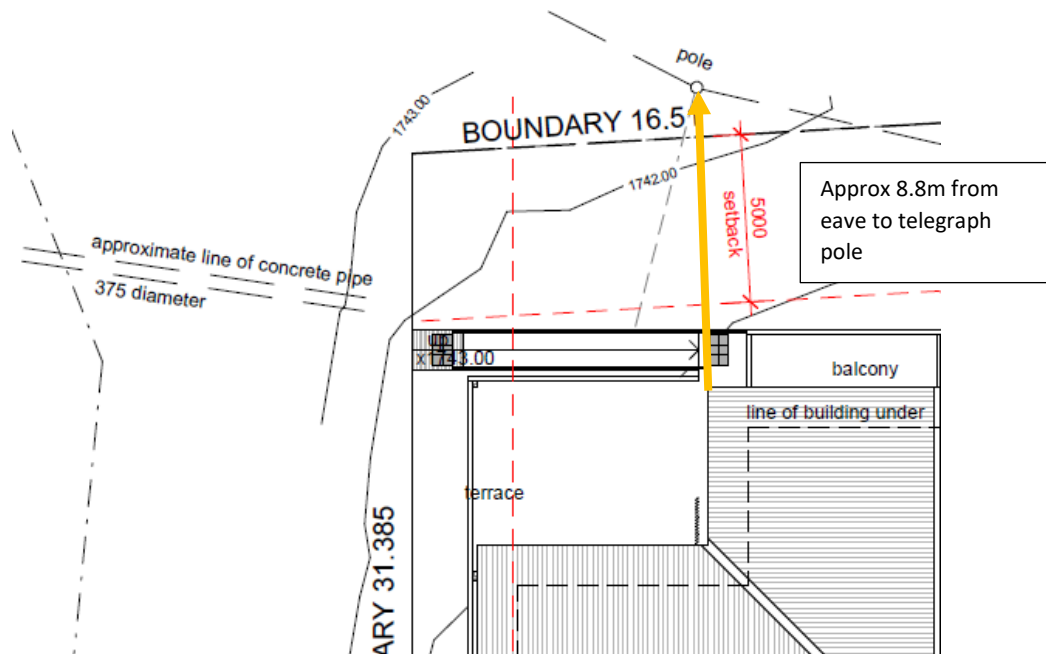 pole
1743.00
BOUNDARY 16.5
1742.00
Approx 8.8m from
eave to telegraph
pole
5000
setback
approximate line of concrete pipe
375 diameter
up
x1743.00
balcony
line of building under
terrace
ARY 31.385